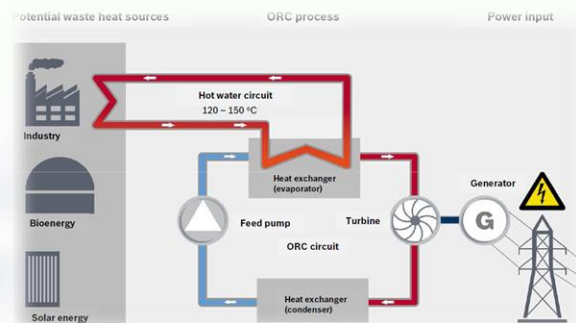 Potential waste heat sources
ORC process
Power input
Hot water circuit
120 – 150 °C
Industry
Heat exchanger
(evaporator)
Generator
Bioenergy
Feed pump
Turbine
G
ORC circuit
Heat exchanger
(condenser)
Solar energy